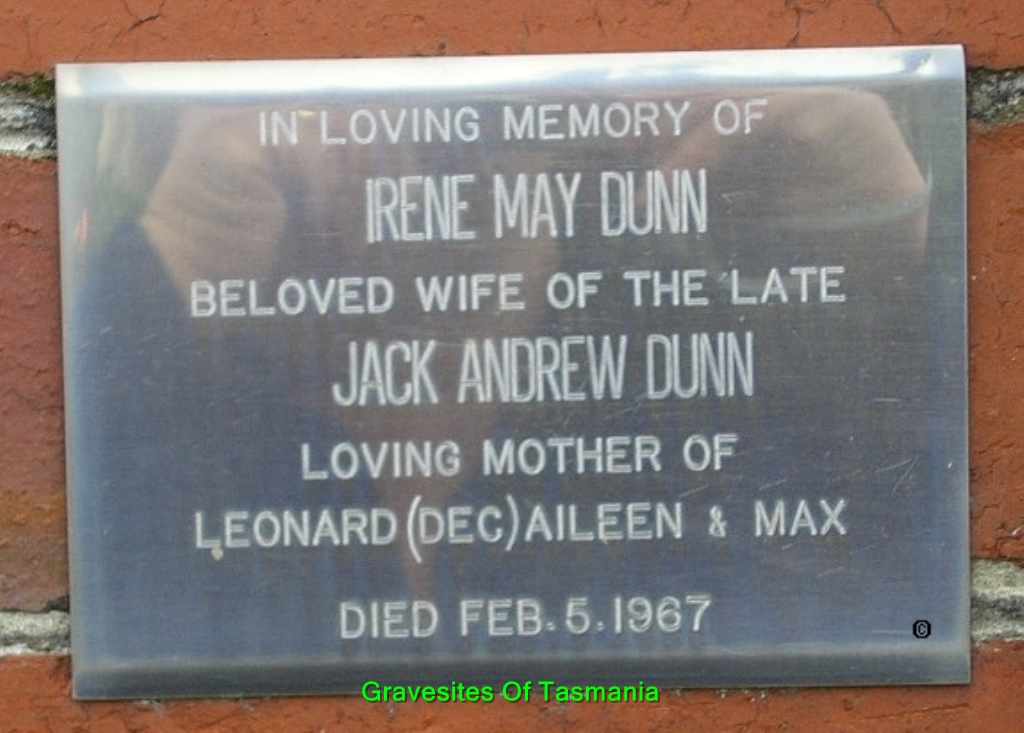 IN LOVING MEMORY OF
IRENE MAY DUNN
BELOVED WIFE OF THE LATE
JACK ANDREW DUNN
LOVING MOTHER OF
LEONARD (DEC) AILEEN & MAX
DIED FEB. 5. 1967
©
Gravesites Of Tasmania